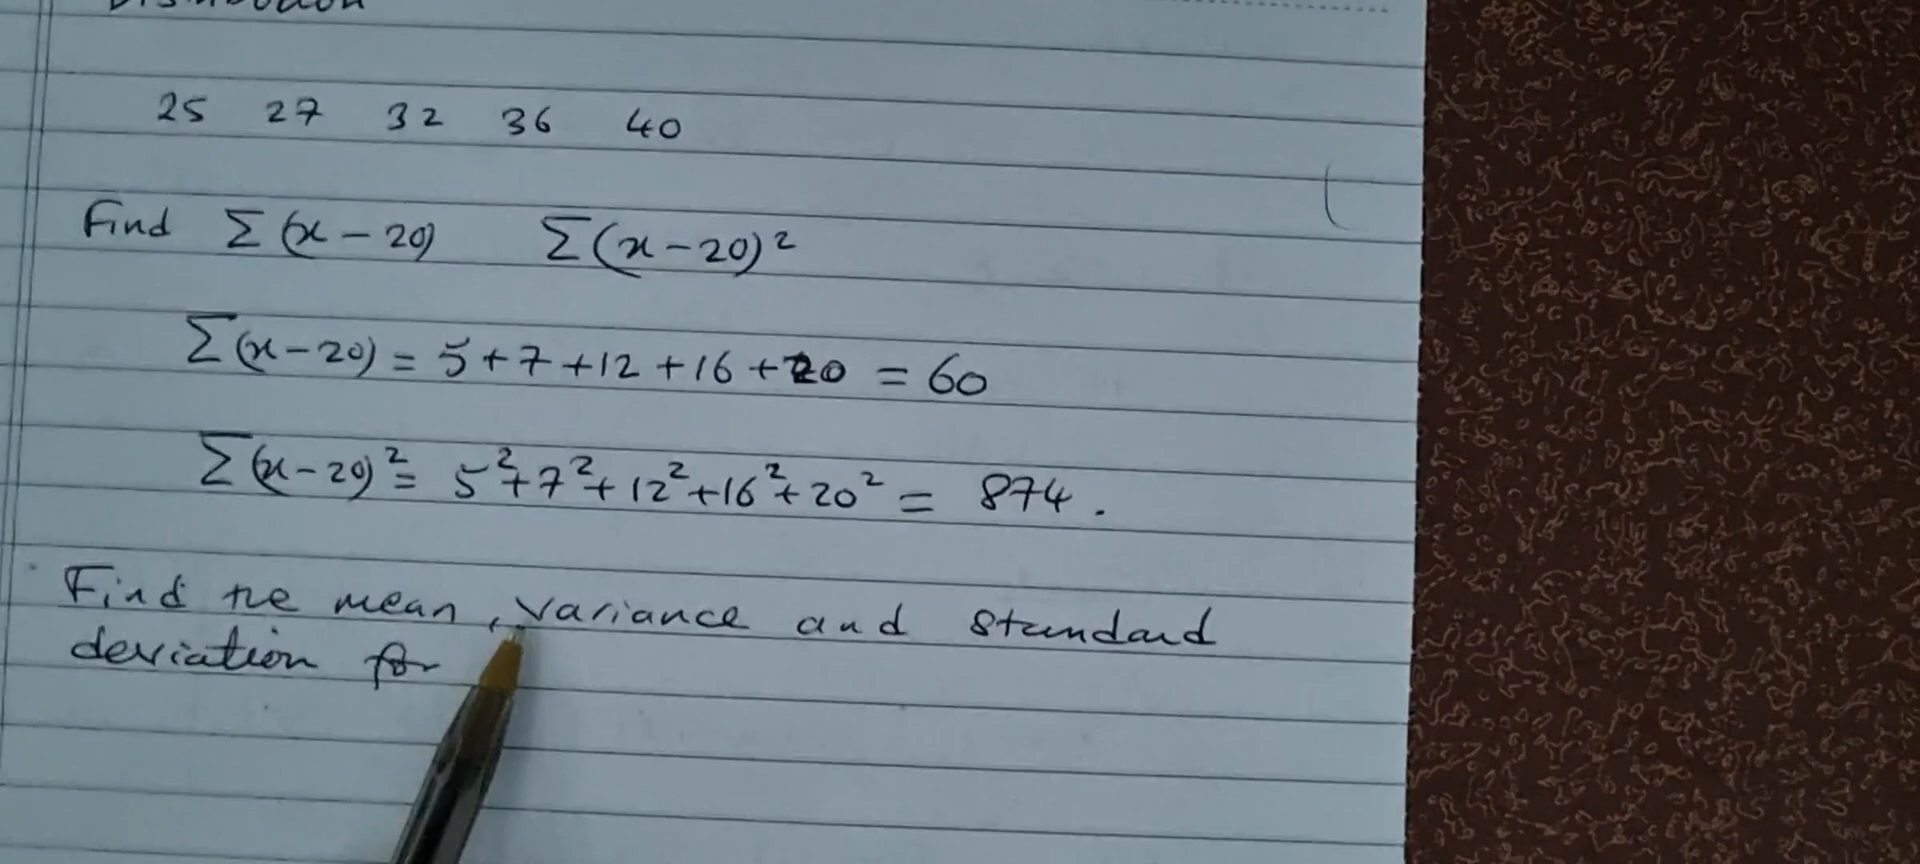 25 27 32 36 40
Find Σ(x-20) Σ(x-20)²
Σ(x-20) = 5+7+12+16+20 = 60
Σ(x-20)² = 5²+7²+12²+16²+20² = 874.
Find the mean, variance and standard
deviation for